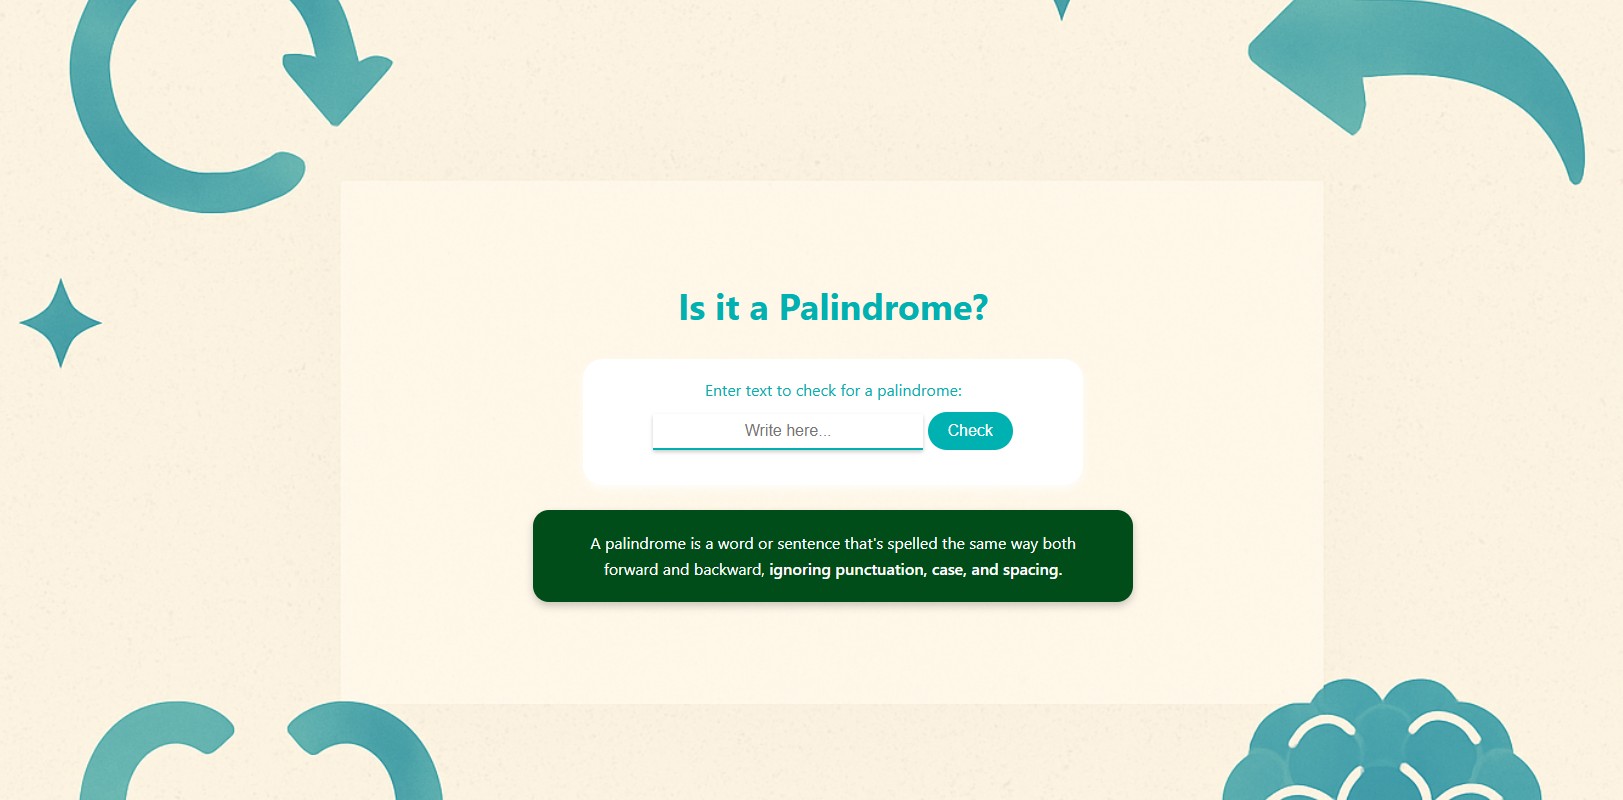 Is it a Palindrome?
Enter text to check for a palindrome:
Write here...
Check
A palindrome is a word or sentence that's spelled the same way both
forward and backward, ignoring punctuation, case, and spacing.